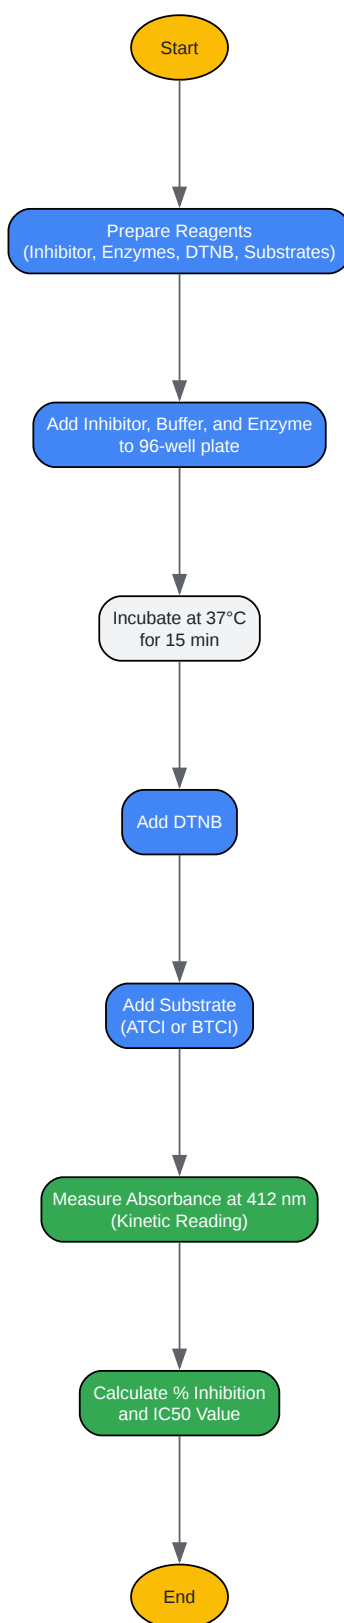 Start
Prepare Reagents
(Inhibitor, Enzymes, DTNB, Substrates)
Add Inhibitor, Buffer, and Enzyme
to 96-well plate
Incubate at 37°C
for 15 min
Add DTNB
Add Substrate
(ATCI or BTCI)
Measure Absorbance at 412 nm
(Kinetic Reading)
Calculate % Inhibition
and IC50 Value
End